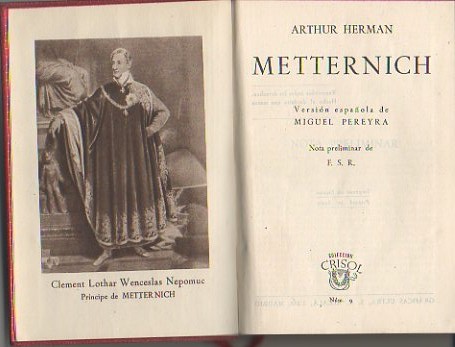 Clement Lothar Wenceslas Nepomuc
Príncipe de METTERNICH
ARTHUR HERMAN
METTERNICH
Versión española de
MIGUEL PEREYRA
Nota preliminar de
F. S. R.
COLECCION
CRISOL
Núm. 9